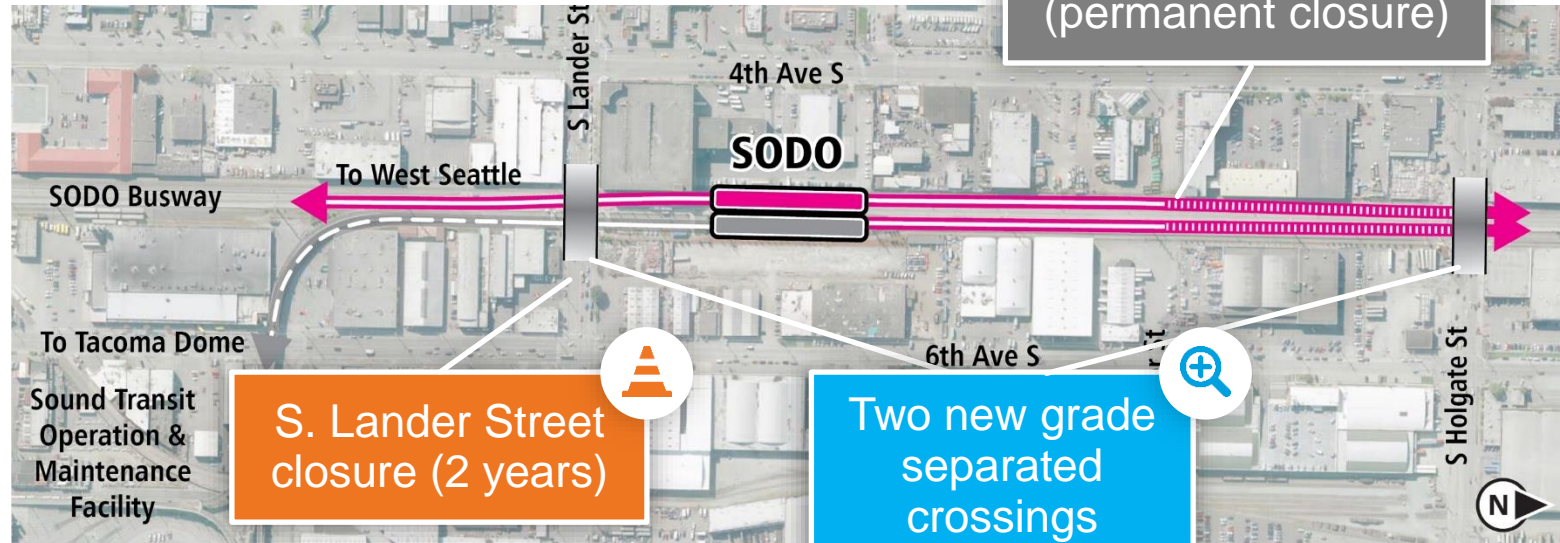 (permanent closure)
S Lander St
4th Ave S
SODO
To West Seattle
SODO Busway
To Tacoma Dome
6th Ave S
Sound Transit
Operation &
Maintenance
Facility
S. Lander Street
closure (2 years)
Two new grade
separated
crossings
S Holgate St
N